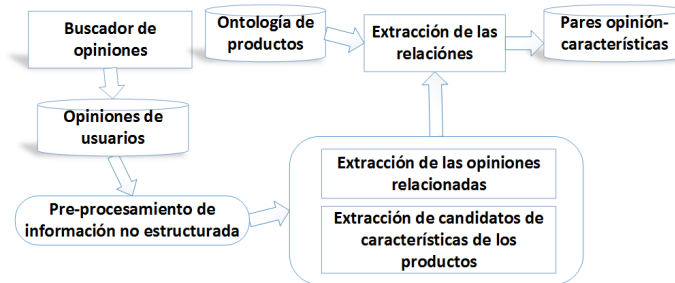 Buscador de
opiniones
Ontología de
productos
Extracción de las
relaciónes
Pares opinión-
características
Opiniones de
usuarios
Pre-procesamiento de
información no estructurada
Extracción de las opiniones
relacionadas
Extracción de candidatos de
características de los
productos